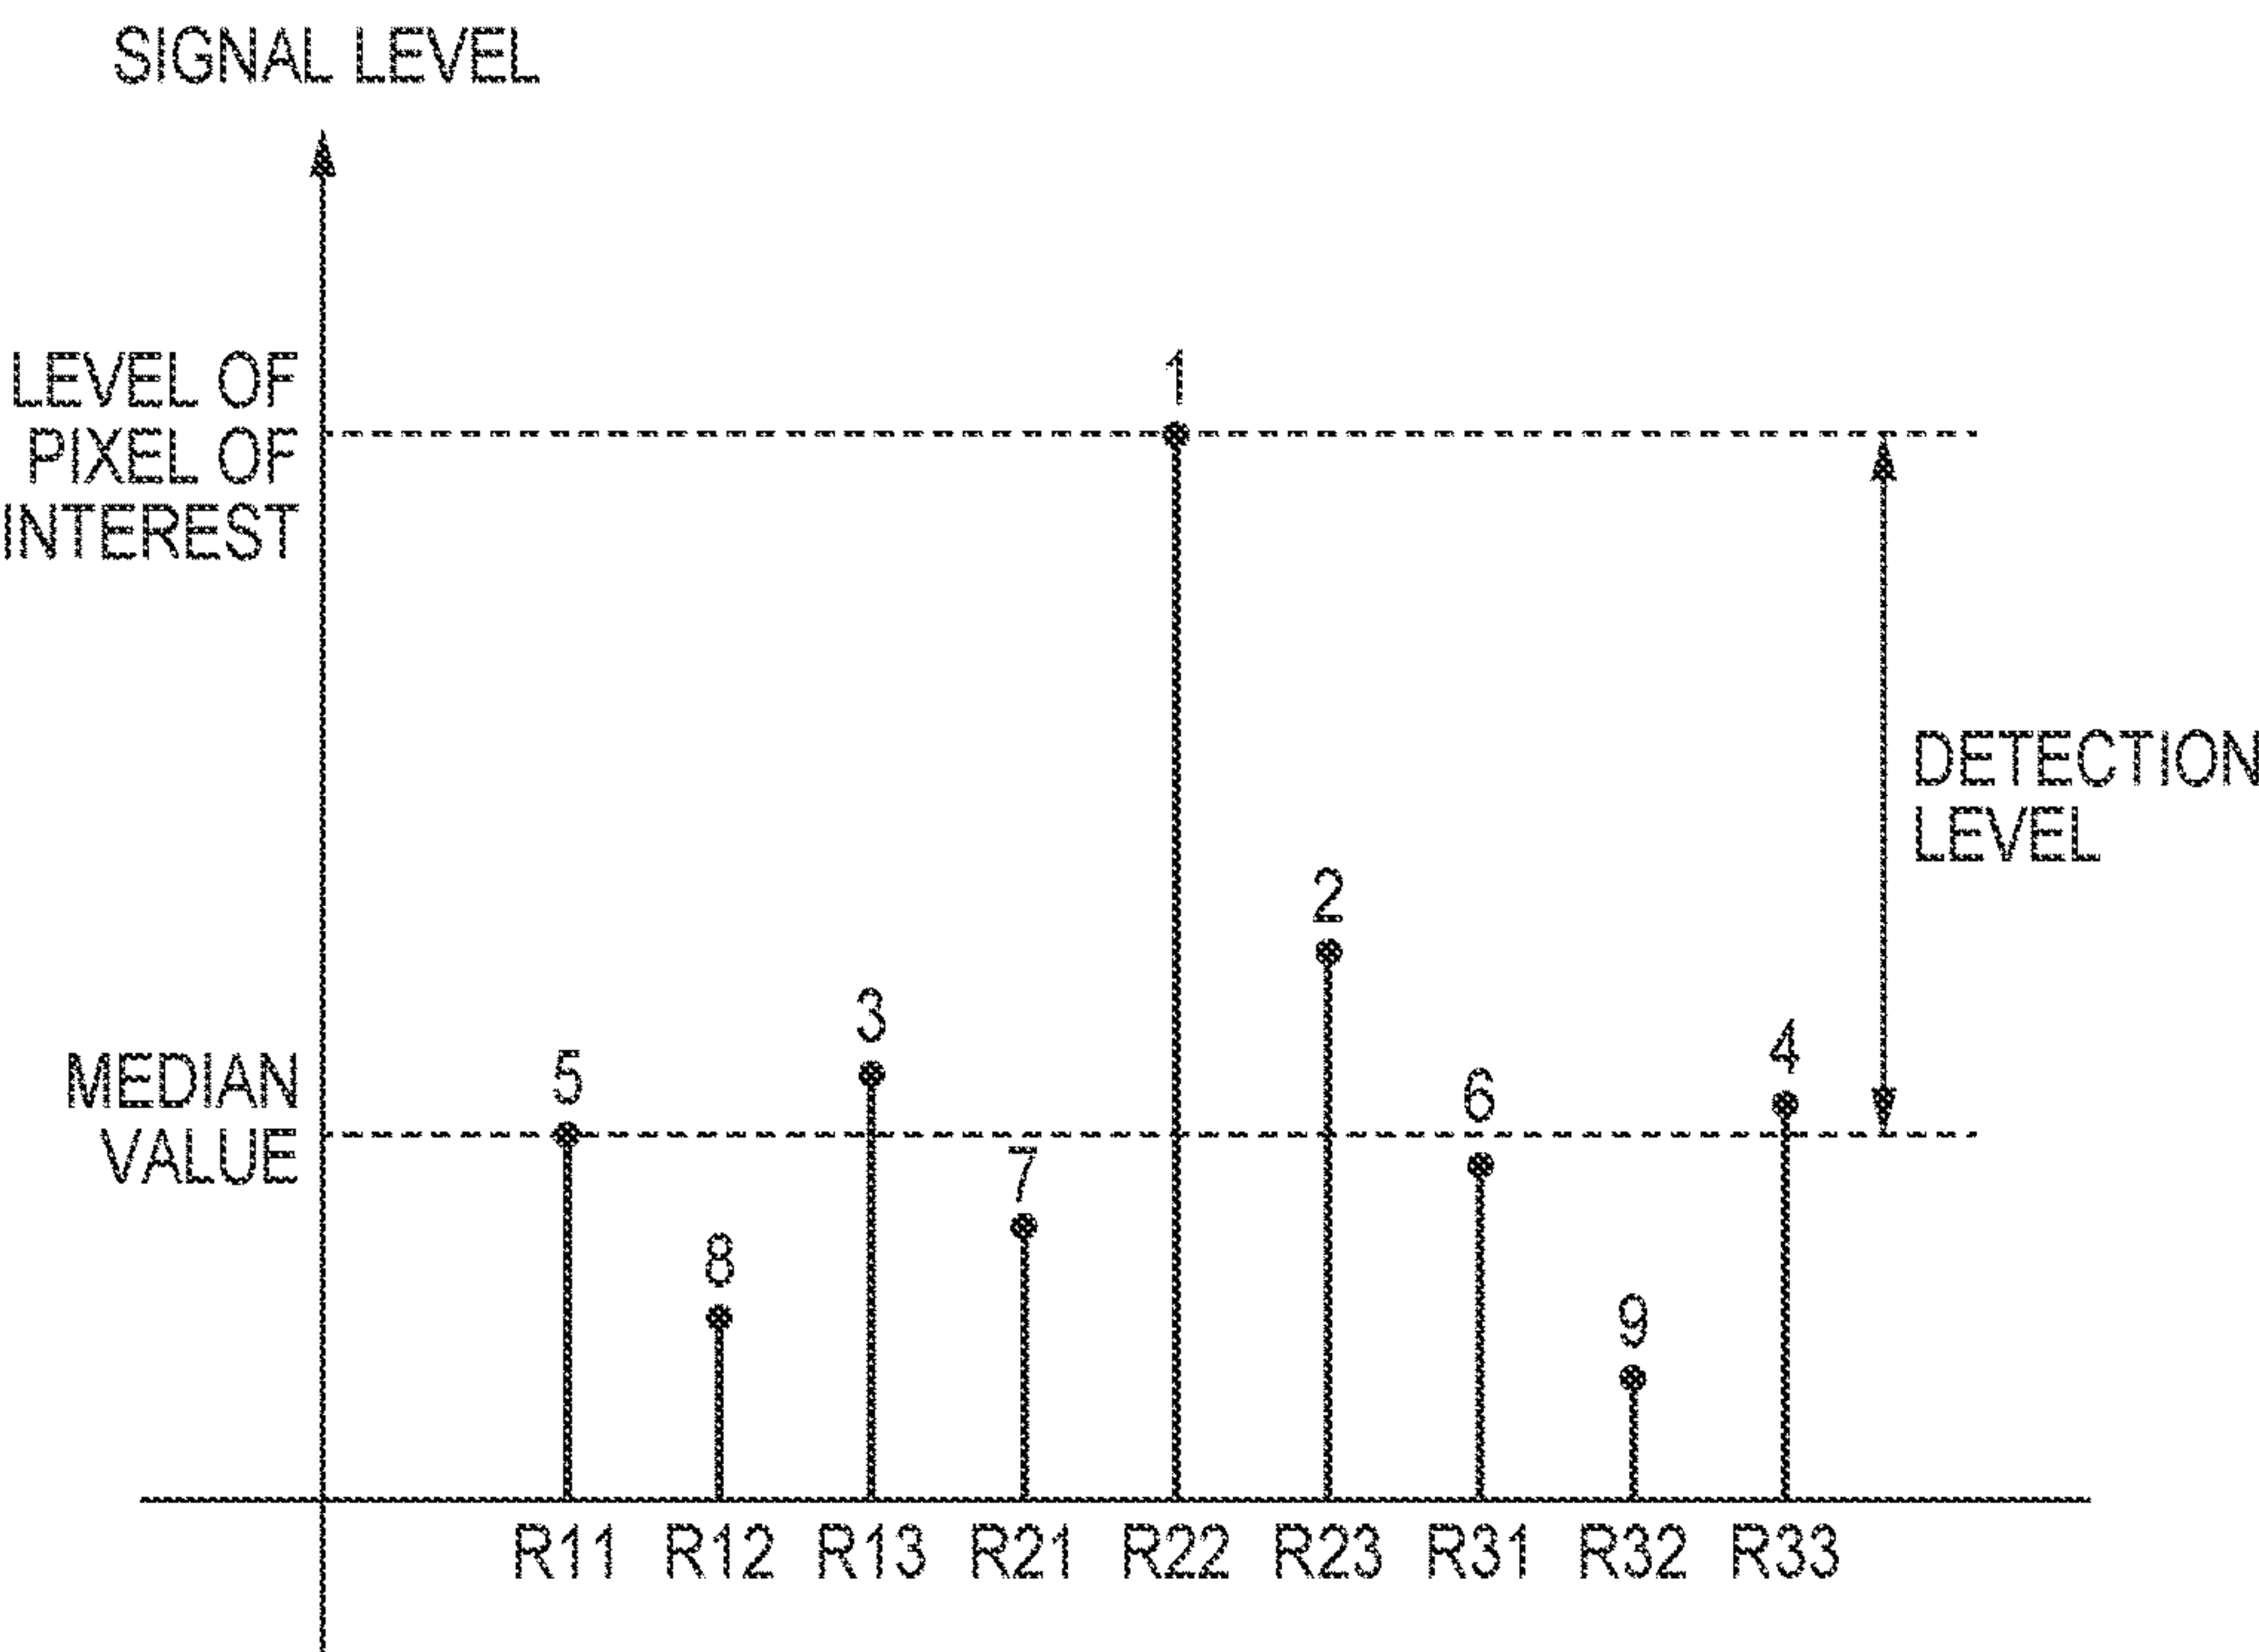 SIGNAL LEVEL
LEVEL OF
PIXEL OF
INTEREST
1
DETECTION
LEVEL
2
3
4
5
6
MEDIAN
VALUE
7
8
9
R11 R12 R13 R21 R22 R23 R31 R32 R33